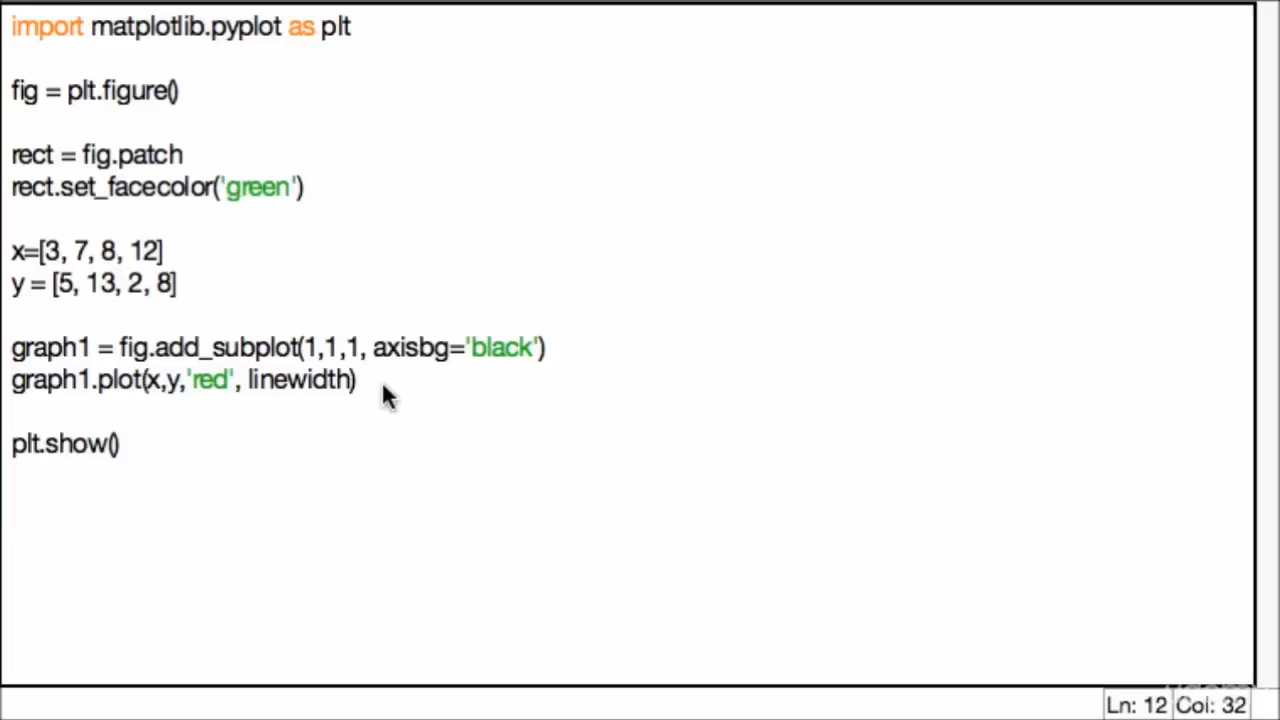 import matplotlib.pyplot as plt
fig = plt.figure()
rect = fig.patch
rect.set_facecolor('green')
x=[3, 7, 8, 12]
y = [5, 13, 2, 8]
graph1 = fig.add_subplot(1,1,1, axisbg='black')
graph1.plot(x,y,'red', linewidth)
plt.show()
Ln: 12 Col: 32